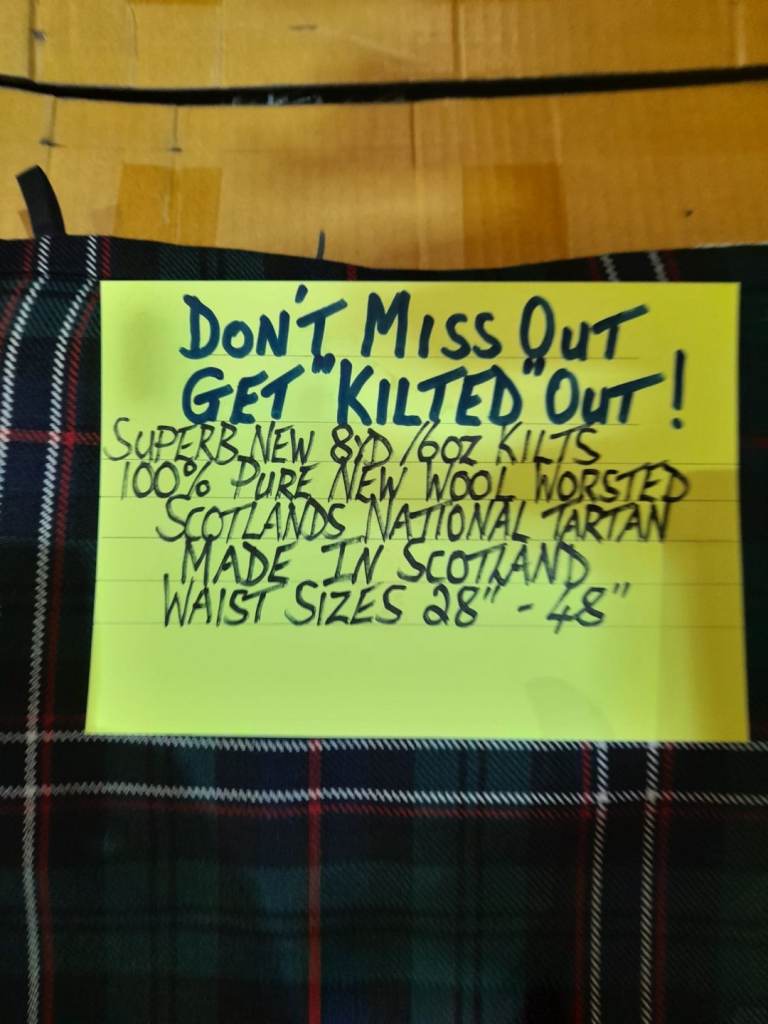 DON'T MISS OUT
GET "KILTED" OUT!
SUPERB NEW 8YD/16OZ KILTS
100% PURE NEW WOOL WORSTED
SCOTLANDS NATIONAL TARTAN
MADE IN SCOTLAND
WAIST SIZES 28" - 48"